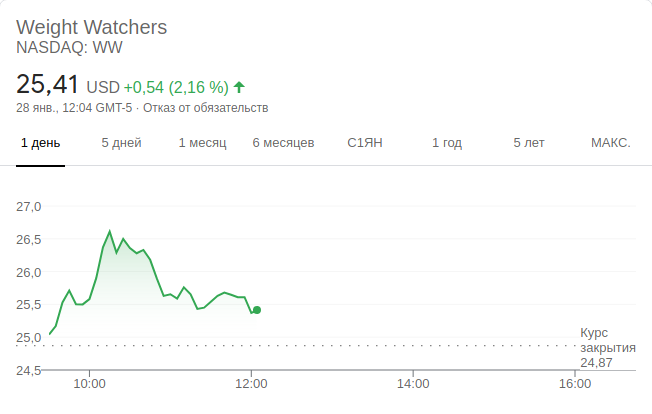 Weight Watchers
NASDAQ: WW
25,41 USD +0,54 (2,16 %)
28 янв., 12:04 GMT-5 · Отказ от обязательств
1 день 5 дней 1 месяц 6 месяцев С1ЯН 1 год 5 лет МАКС.
27,0
26,5
26,0
25,5
25,0
Курс
закрытия
24,87
24,5
10:00 12:00 14:00 16:00